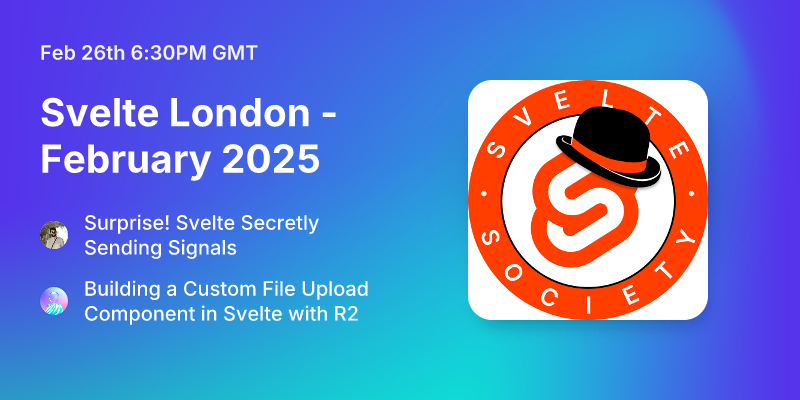 Feb 26th 6:30PM GMT
Svelte London -
February 2025
Surprise! Svelte Secretly
Sending Signals
Building a Custom File Upload
Component in Svelte with R2
SVELTE
SOCIETY